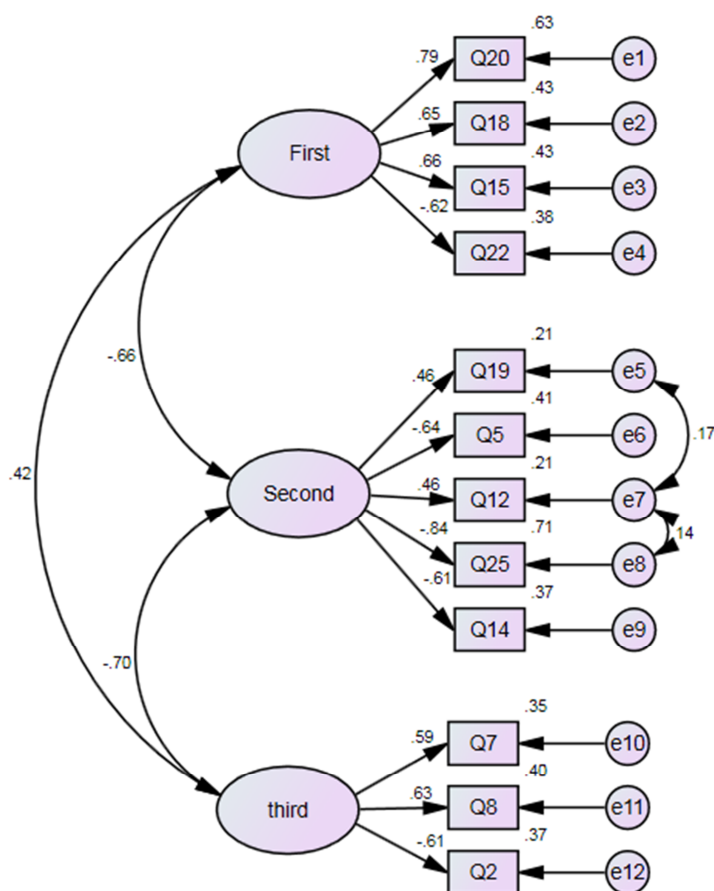 .63
.79 Q20 e1
.43
.65 Q18 e2
First
.43
.66 Q15 e3
.38
-.62 Q22 e4
-.66
.21
.46 Q19 e5
.41
-.64 Q5 e6
.17
.21
.42
Second .46 Q12 e7
.71
-.84 Q25 e8
14
.37
-.61 Q14 e9
-.70
.35
.59 Q7 e10
.40
third .63 Q8 e11
.37
-.61 Q2 e12